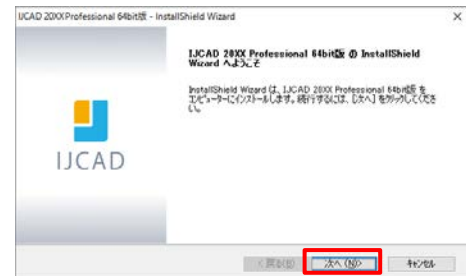 IJCAD 20XX Professional 64bit版 - InstallShield Wizard
IJCAD 20XX Professional 64bit版 の InstallShield
Wizard へようこそ
InstallShield Wizard は、IJCAD 20XX Professional 64bit版 を
コンピューターにインストールします。続行するには、[次へ] をクリックしてくださ
い。
IJCAD
< 戻る(B)
次へ(N)>
キャンセル